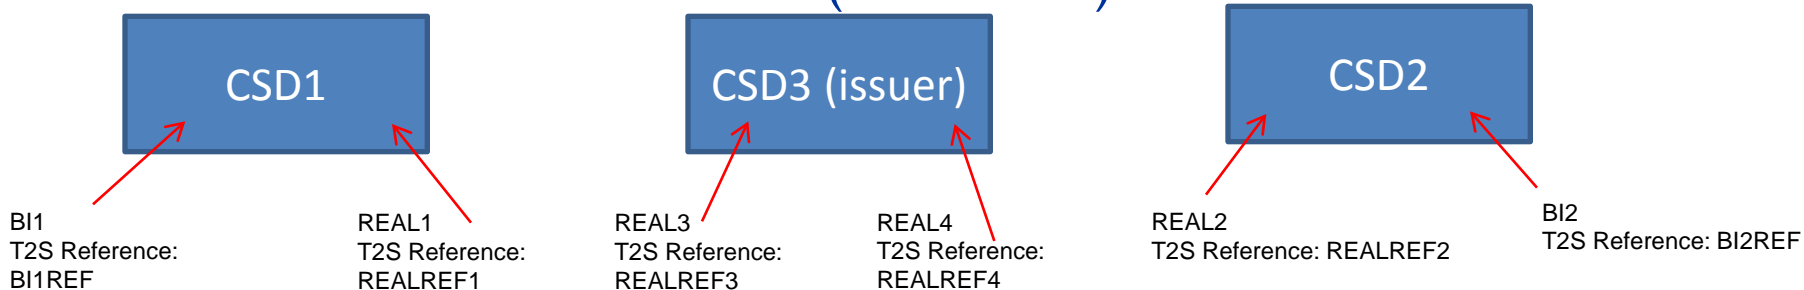 CSD1
CSD3 (issuer)
CSD2
BI1
T2S Reference:
BI1REF
REAL1
T2S Reference:
REALREF1
REAL3
T2S Reference:
REALREF3
REAL4
T2S Reference:
REALREF4
REAL2
T2S Reference: REALREF2
BI2
T2S Reference: BI2REF